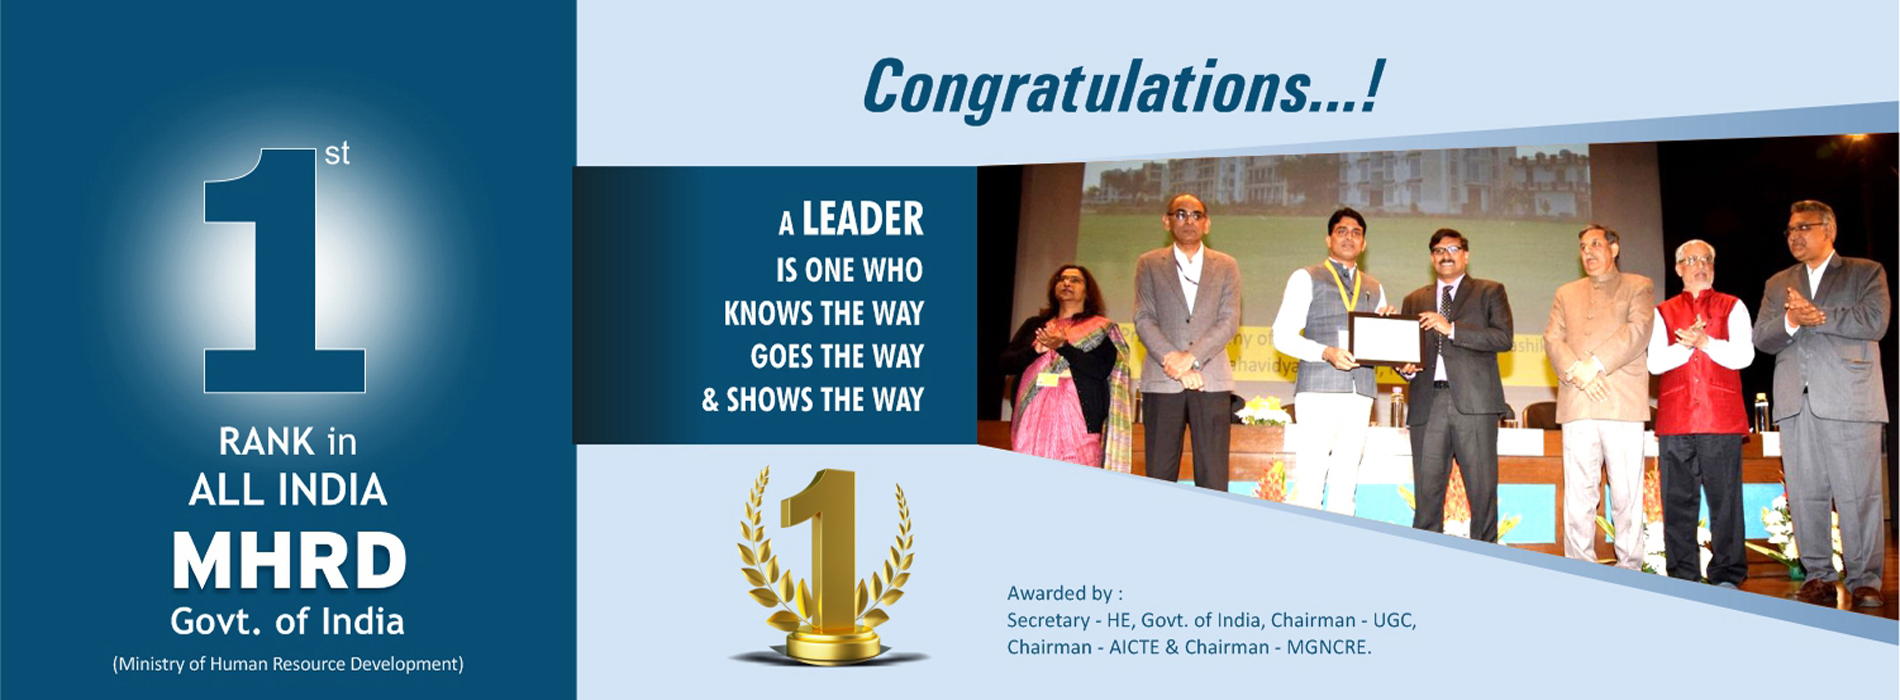 1st
RANK in
ALL INDIA
MHRD
Govt. of India
(Ministry of Human Resource Development)
Congratulations...!
A LEADER
IS ONE WHO
KNOWS THE WAY
GOES THE WAY
& SHOWS THE WAY
1
Awarded by :
Secretary - HE, Govt. of India, Chairman - UGC,
Chairman - AICTE & Chairman - MGNCRE.